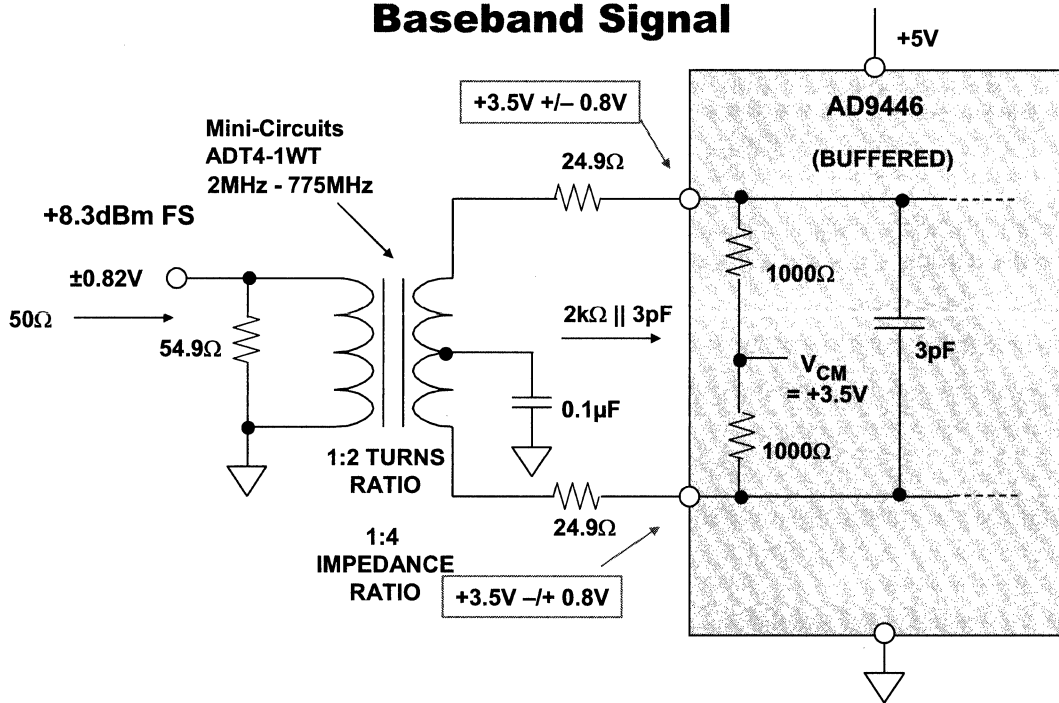 Baseband Signal
+5V
+3.5V +/– 0.8V
AD9446
(BUFFERED)
Mini-Circuits
ADT4-1WT
2MHz - 775MHz
24.9Ω
+8.3dBm FS
±0.82V
50Ω
54.9Ω
1000Ω
2kΩ || 3pF
3pF
VCM
= +3.5V
0.1µF
1000Ω
1:2 TURNS
RATIO
24.9Ω
1:4
IMPEDANCE
RATIO
+3.5V –/+ 0.8V